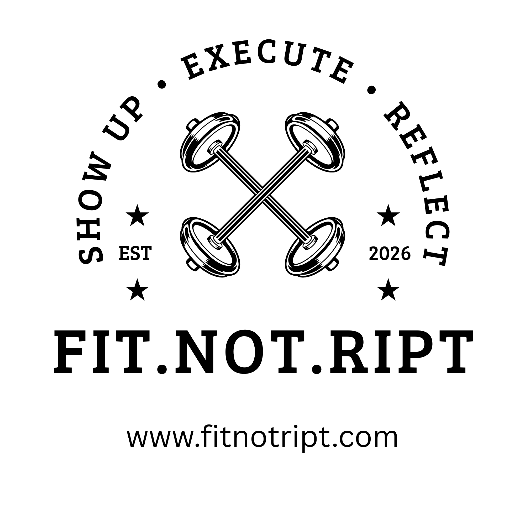 SHOW UP • EXECUTE • REFLECT
EST
2026
FIT.NOT.RIPT
www.fitnotript.com